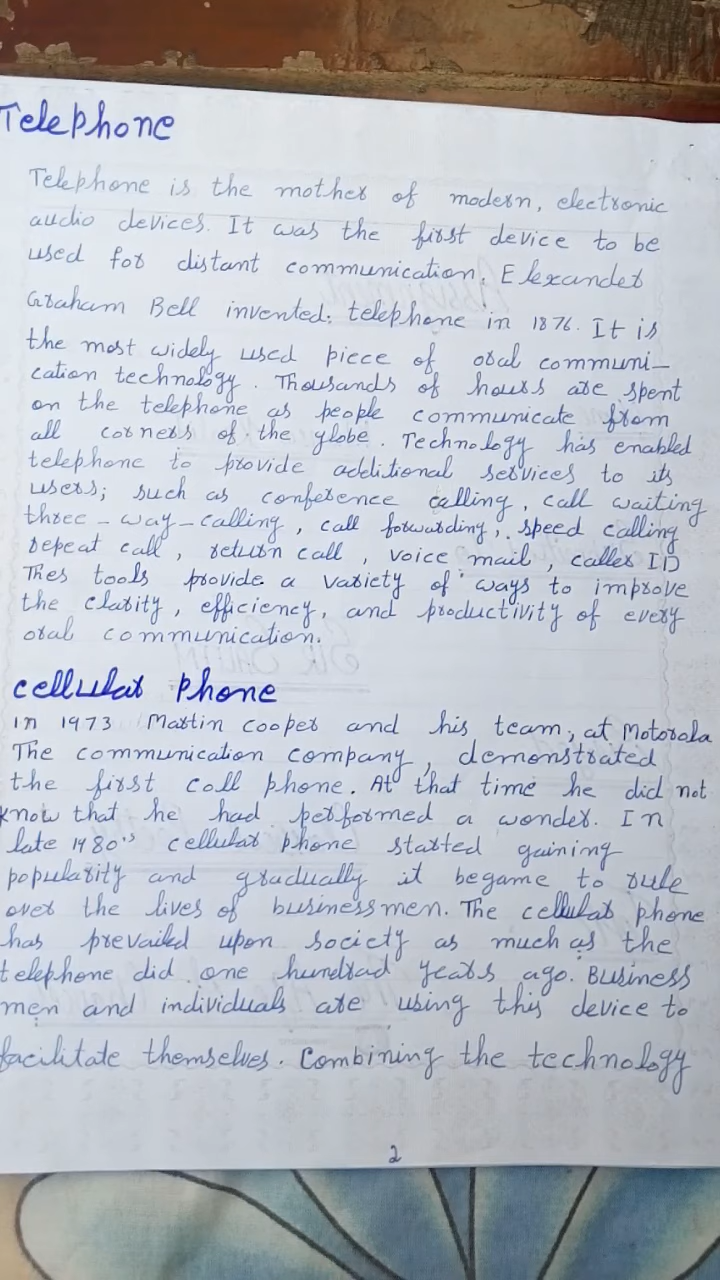 Telephone
Telephone is the mother of modern, electronic
audio devices. It was the first device to be
used for distant communication. Elexander
Graham Bell invented: telephone in 1876. It is
the most widely used piece of oral communi-
cation technology. Thousands of hours are spent
on the telephone as people communicate from
all corners of the globe. Technology has enabled
telephone to provide additional services to its
users; such as conference calling, call waiting
three-way-calling, call forwarding, speed calling
repeat call, return call, voice mail, caller ID
Thes tools provide a variety of ways to improve
the clarity, efficiency, and productivity of every
oral communication.
cellular phone
in 1973 Martin cooper and his team, at Motorola
The communication company, demonstrated
the first coll phone. At that time he did not
know that he had performed a wonder. In
late 1980's cellular phone started gaining
popularity and gradually it begame to rule
over the lives of businessmen. The cellular phone
has prevailed upon society as much as the
telephone did one hundrad years ago. Business
men and individuals are using this device to
facilitate themselves. Combining the technology
2